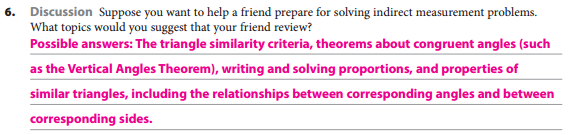 6. Discussion Suppose you want to help a friend prepare for solving indirect measurement problems.
What topics would you suggest that your friend review?
Possible answers: The triangle similarity criteria, theorems about congruent angles (such
as the Vertical Angles Theorem), writing and solving proportions, and properties of
similar triangles, including the relationships between corresponding angles and between
corresponding sides.